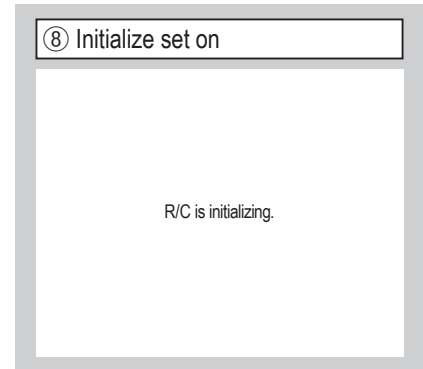 ⑧ Initialize set on
R/C is initializing.